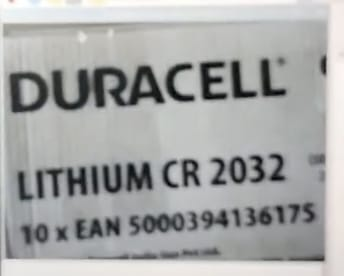 DURACELL
LITHIUM CR 2032
10 x EAN 5000394136175